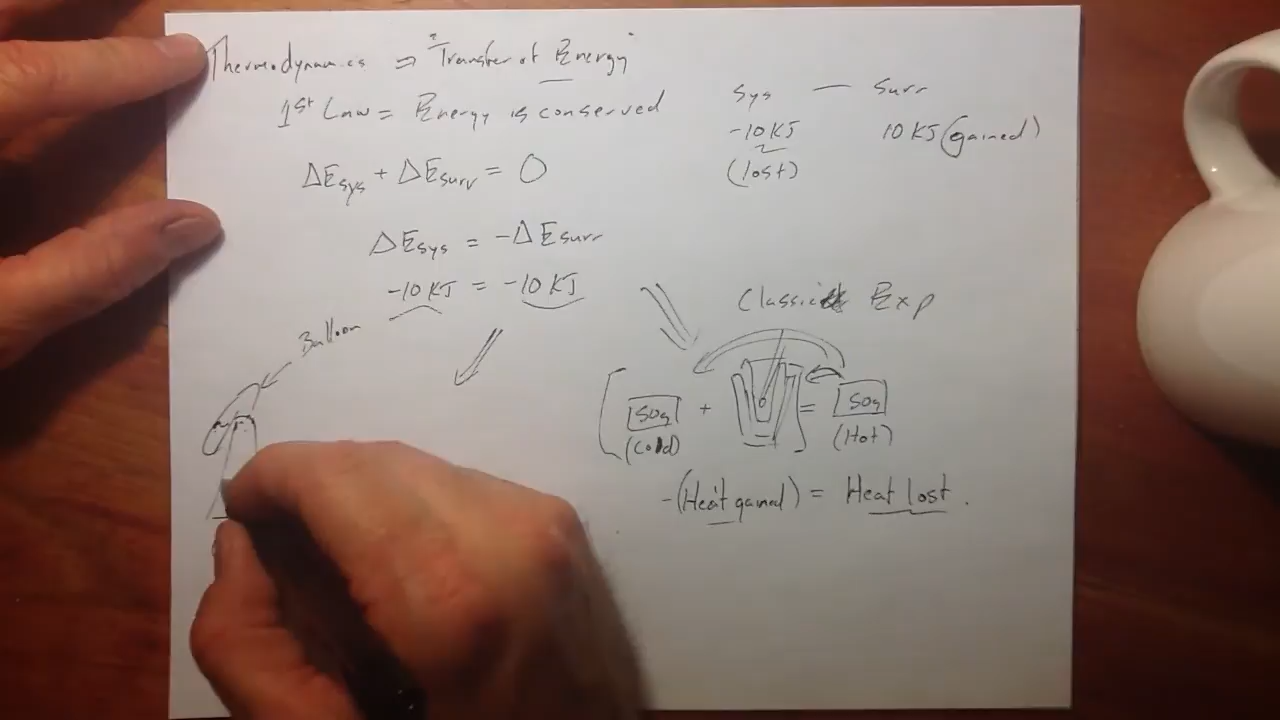 Thermodynamics ⇒ "Transfer of Energy"
1st Law = Energy is conserved
ΔEsys + ΔEsurr = 0
ΔEsys = -ΔEsurr
-10 KJ = -10 KJ
Balloon
Sys — Surr
-10 KJ 10 KJ (gained)
(lost)
Classic Exp
50g + = 50g
(Cold) (Hot)
-(Heat gained) = Heat lost.